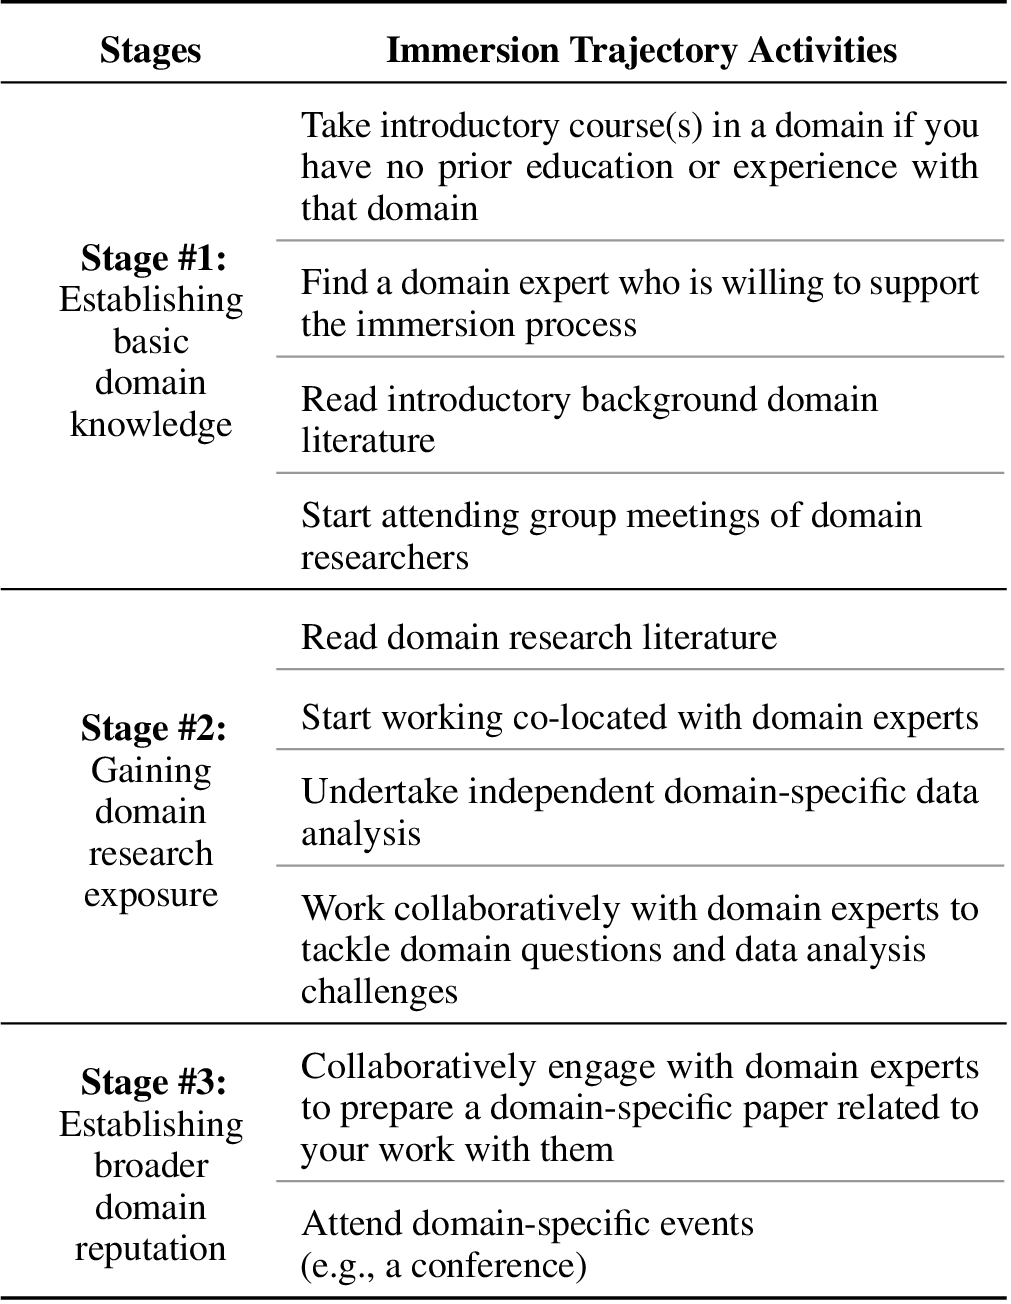 Stages
Immersion Trajectory Activities
Stage #1:
Establishing
basic
domain
knowledge
Take introductory course(s) in a domain if you
have no prior education or experience with
that domain
Find a domain expert who is willing to support
the immersion process
Read introductory background domain
literature
Start attending group meetings of domain
researchers
Stage #2:
Gaining
domain
research
exposure
Read domain research literature
Start working co-located with domain experts
Undertake independent domain-specific data
analysis
Work collaboratively with domain experts to
tackle domain questions and data analysis
challenges
Stage #3:
Establishing
broader
domain
reputation
Collaboratively engage with domain experts
to prepare a domain-specific paper related to
your work with them
Attend domain-specific events
(e.g., a conference)